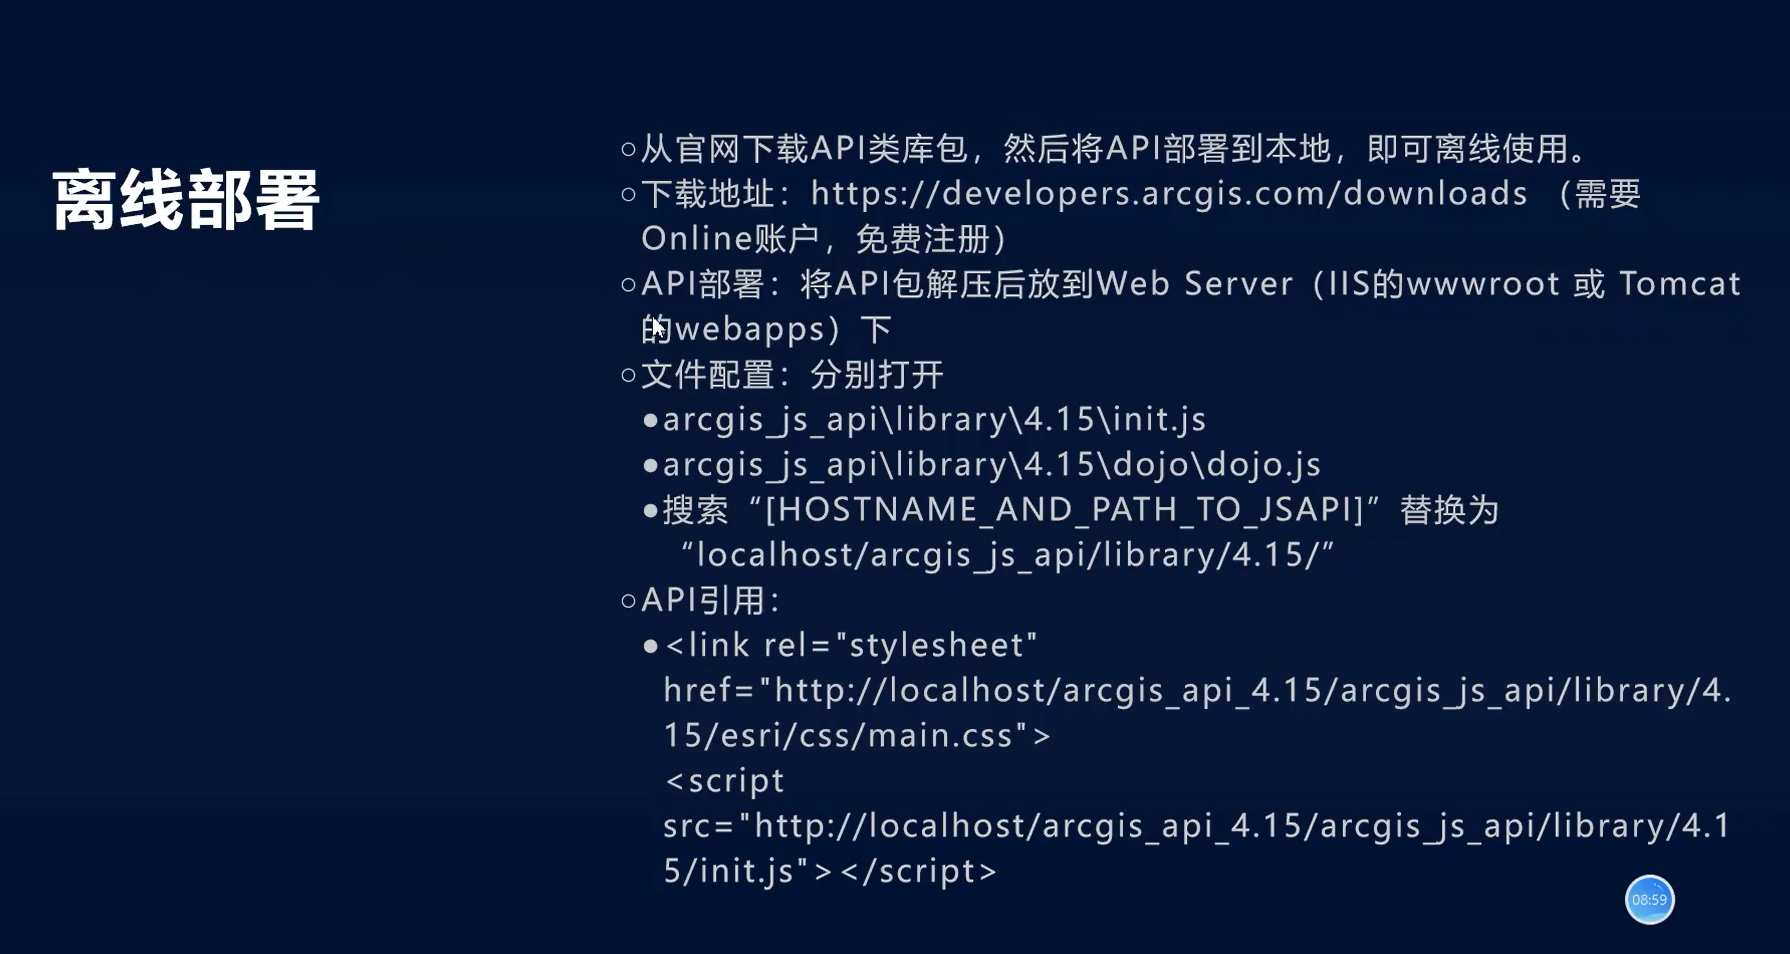 离线部署
○从官网下载API类库包，然后将API部署到本地，即可离线使用。
○下载地址：https://developers.arcgis.com/downloads （需要
Online账户，免费注册）
○API部署：将API包解压后放到Web Server（IIS的wwwroot 或 Tomcat
的webapps）下
○文件配置：分别打开
●arcgis_js_api\library\4.15\init.js
●arcgis_js_api\library\4.15\dojo\dojo.js
●搜索“[HOSTNAME_AND_PATH_TO_JSAPI]”替换为
“localhost/arcgis_js_api/library/4.15/”
○API引用：
●<link rel="stylesheet"
href="http://localhost/arcgis_api_4.15/arcgis_js_api/library/4.
15/esri/css/main.css">
<script
src="http://localhost/arcgis_api_4.15/arcgis_js_api/library/4.1
5/init.js"></script>
08:59